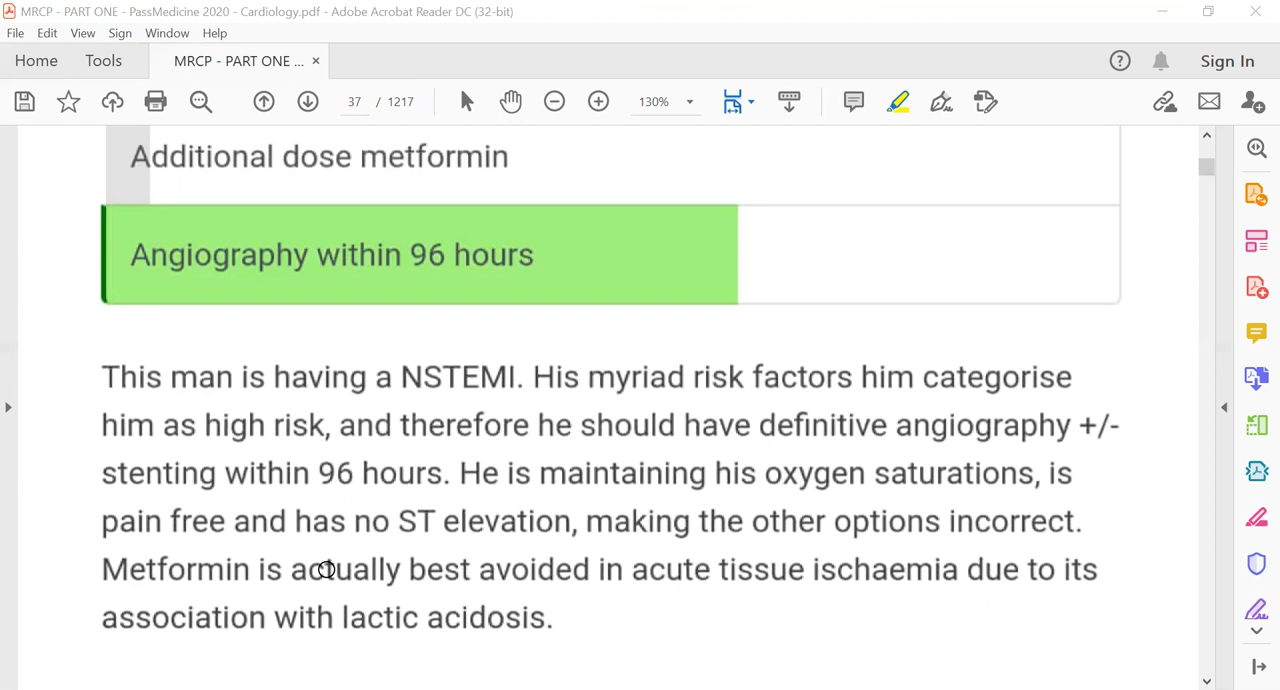 MRCP - PART ONE - PassMedicine 2020 - Cardiology.pdf - Adobe Acrobat Reader DC (32-bit)
File Edit View Sign Window Help
Home Tools MRCP - PART ONE ... × Sign In
37 / 1217 130%
Additional dose metformin
Angiography within 96 hours
This man is having a NSTEMI. His myriad risk factors him categorise
him as high risk, and therefore he should have definitive angiography +/-
stenting within 96 hours. He is maintaining his oxygen saturations, is
pain free and has no ST elevation, making the other options incorrect.
Metformin is actually best avoided in acute tissue ischaemia due to its
association with lactic acidosis.